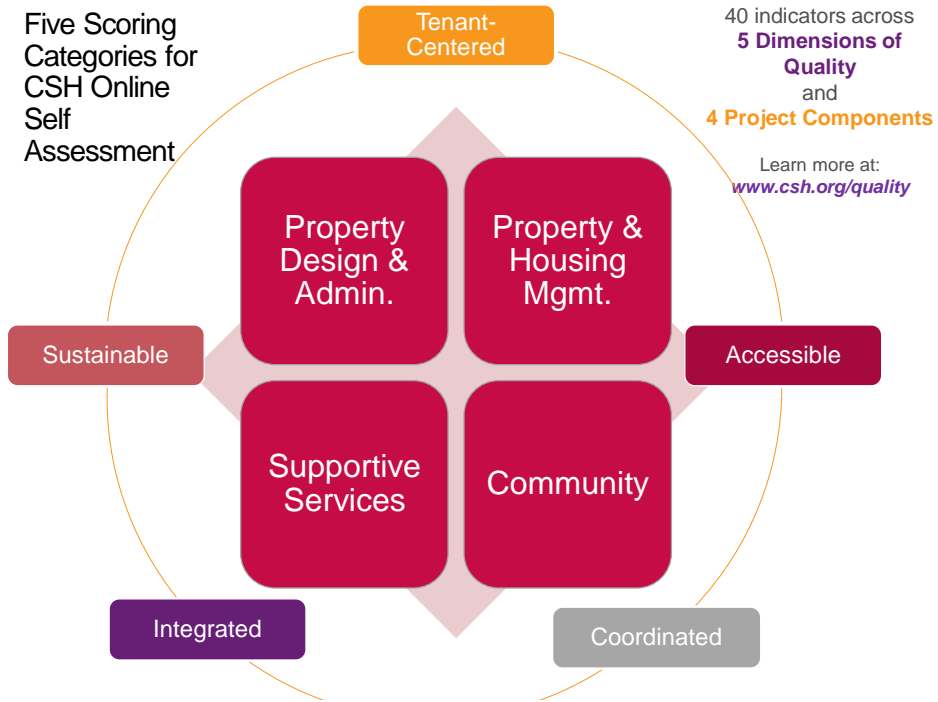 Five Scoring
Categories for
CSH Online
Self
Assessment
Tenant-
Centered
40 indicators across
5 Dimensions of
Quality
and
4 Project Components
Learn more at:
www.csh.org/quality
Property
Design &
Admin.
Property &
Housing
Mgmt.
Sustainable
Accessible
Supportive
Services
Community
Integrated
Coordinated